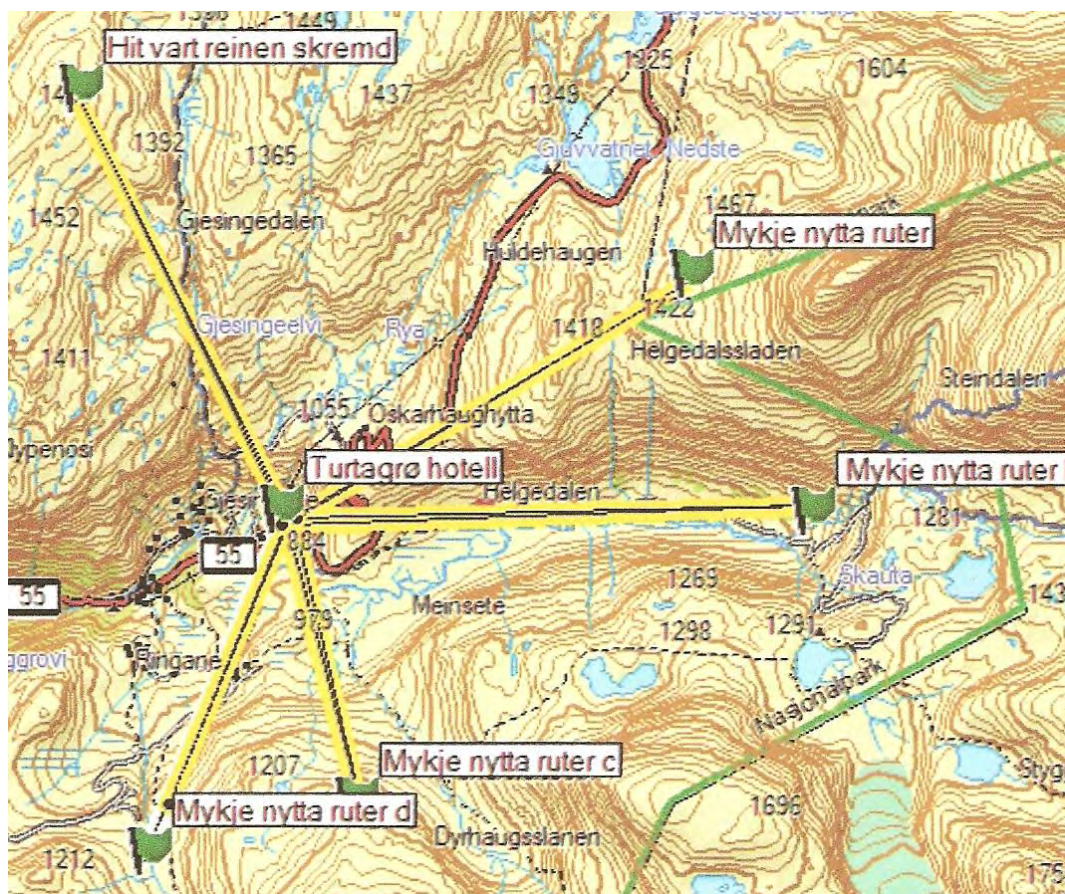 1449
Hit vart reinen skremd
1325
1604
1437
1349
1392
1365
Gjuvvatnet, Nedste
1452
Gjesingedalen
1467
Mykje nytta ruter
Huldehaugen
1422
1418
Gjesingeelvi
Rya
1411
Helgedalssladen
Steindalen
1055
Oskarhaughytta
Turtagrø hotell
Mykje nytta ruter
Helgedalen
1281
884
55
55
Skauta
1269
Meinsete
979
1298
1291
Ringane
Nasjonalpark
1207
Mykje nytta ruter c
Mykje nytta ruter d
1696
Dyrhaugsslanen
1212